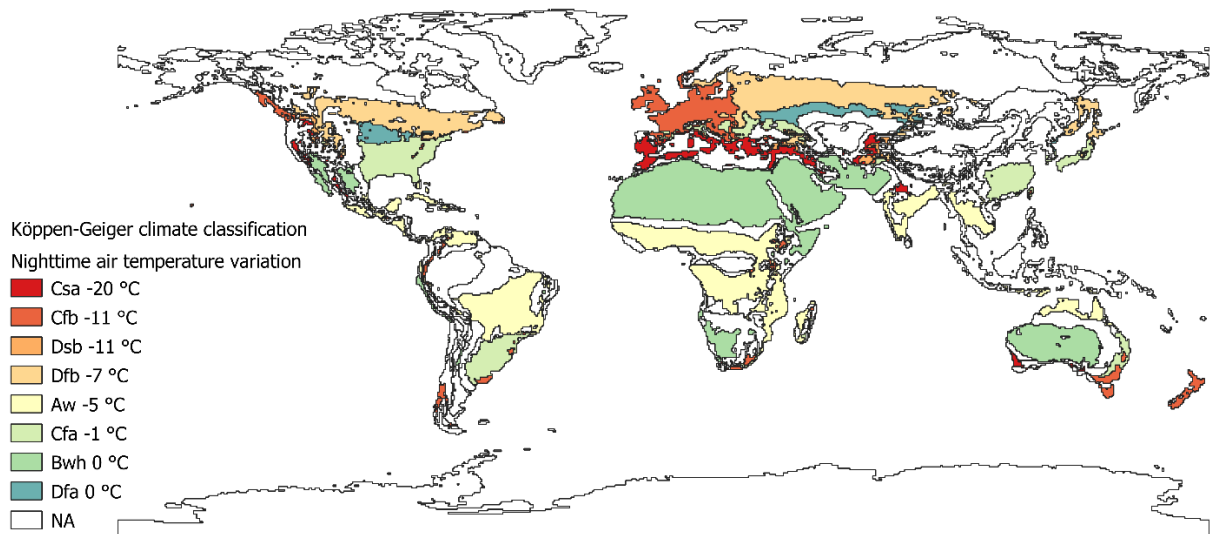 Köppen-Geiger climate classification
Nighttime air temperature variation
Csa -20 °C
Cfb -11 °C
Dsb -11 °C
Dfb -7 °C
Aw -5 °C
Cfa -1 °C
Bwh 0 °C
Dfa 0 °C
NA